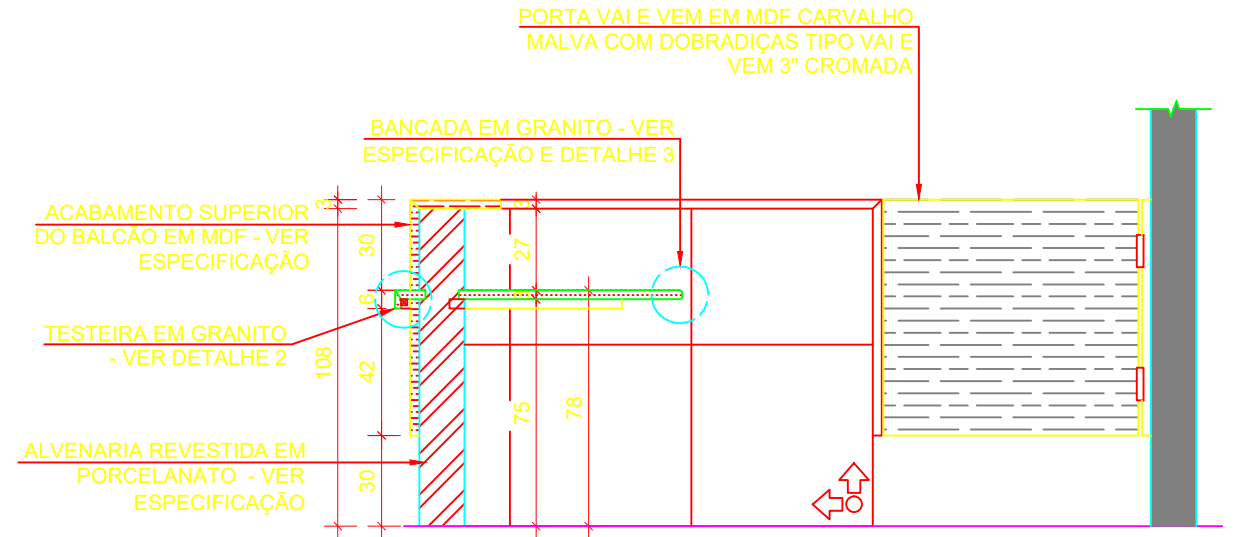 PORTA VAI E VEM EM MDF CARVALHO
MALVA COM DOBRADIÇAS TIPO VAI E
VEM 3" CROMADA
BANCADA EM GRANITO - VER
ESPECIFICAÇÃO E DETALHE 3
ACABAMENTO SUPERIOR
DO BALCÃO EM MDF - VER
ESPECIFICAÇÃO
TESTEIRA EM GRANITO
- VER DETALHE 2
ALVENARIA REVESTIDA EM
PORCELANATO - VER
ESPECIFICAÇÃO
3
108
30
6
42
30
3
27
3
75
78